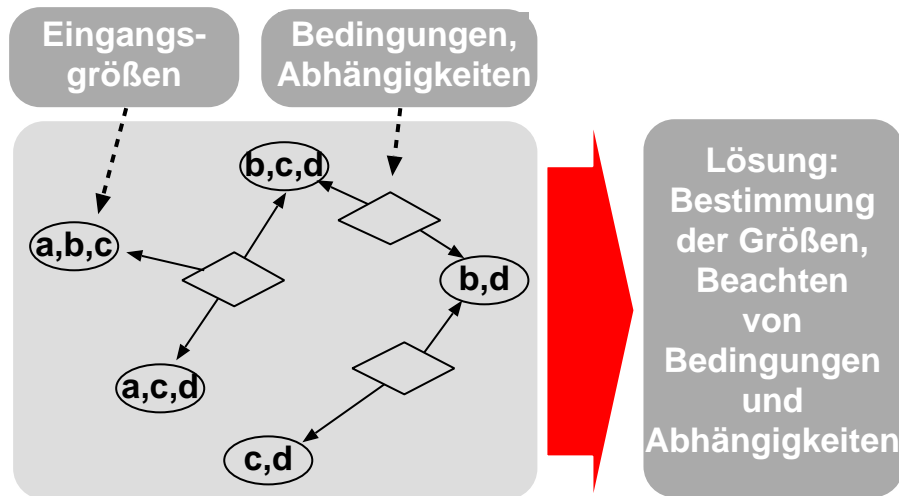 Eingangs-
größen
Bedingungen,
Abhängigkeiten
b,c,d
a,b,c
b,d
a,c,d
c,d
Lösung:
Bestimmung
der Größen,
Beachten
von
Bedingungen
und
Abhängigkeiten